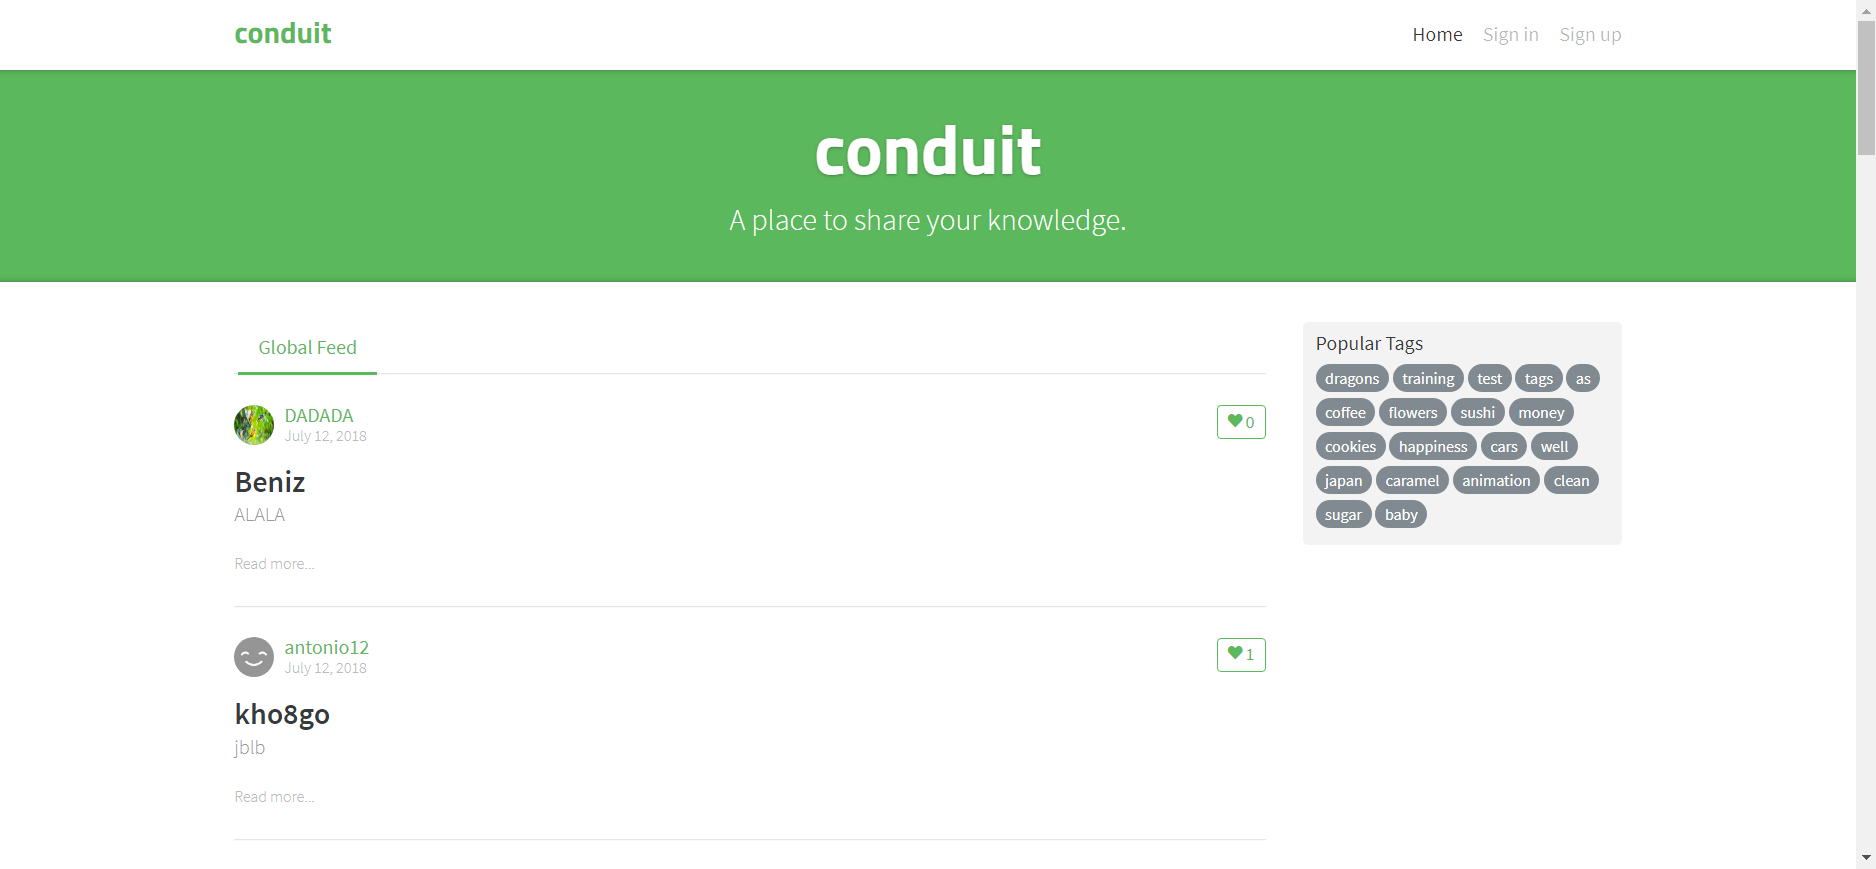 conduit
Home Sign in Sign up
conduit
A place to share your knowledge.
Global Feed
DADADA
July 12, 2018
0
Beniz
ALALA
Read more...
antonio12
July 12, 2018
1
kho8go
jblb
Read more...
Popular Tags
dragons training test tags as
coffee flowers sushi money
cookies happiness cars well
japan caramel animation clean
sugar baby